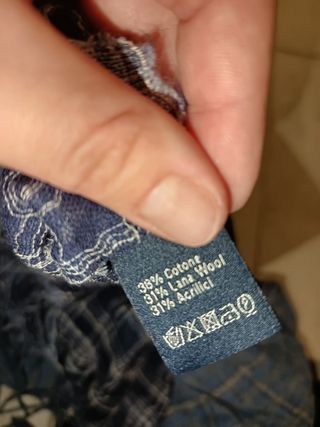 38% Cotone
31% Lana Wool
31% Acrilici